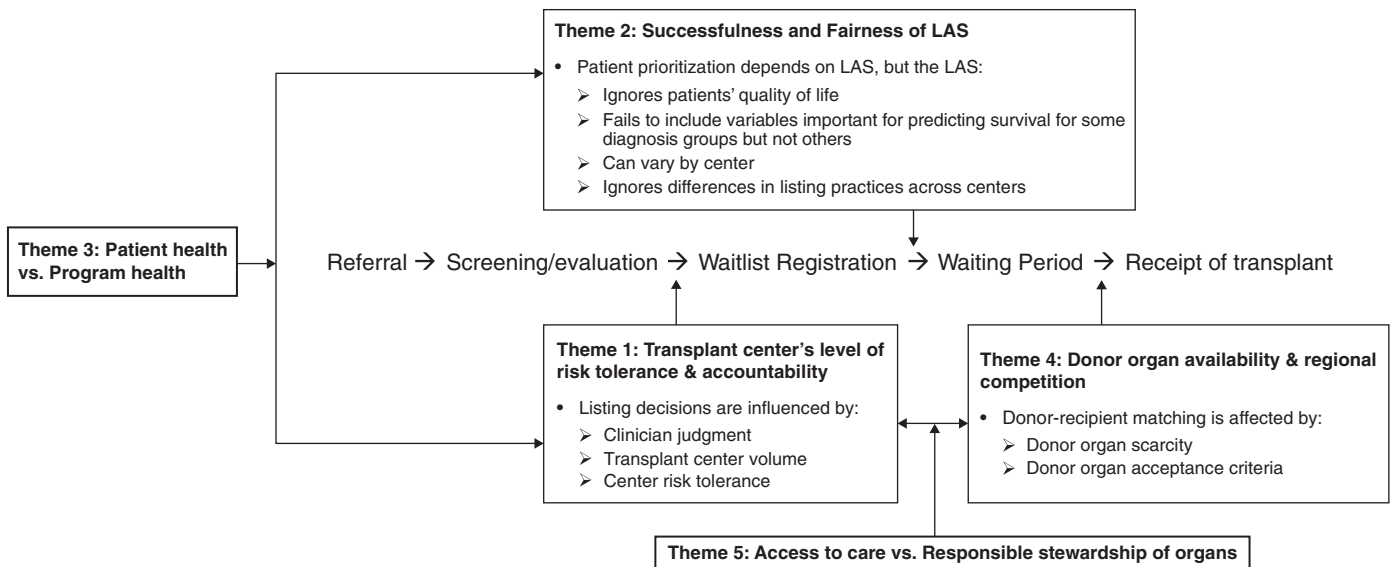 Theme 2: Successfulness and Fairness of LAS
• Patient prioritization depends on LAS, but the LAS:
➢ Ignores patients' quality of life
➢ Fails to include variables important for predicting survival for some
diagnosis groups but not others
➢ Can vary by center
➢ Ignores differences in listing practices across centers
Theme 3: Patient health
vs. Program health
Referral → Screening/evaluation → Waitlist Registration → Waiting Period → Receipt of transplant
Theme 1: Transplant center's level of
risk tolerance & accountability
• Listing decisions are influenced by:
➢ Clinician judgment
➢ Transplant center volume
➢ Center risk tolerance
Theme 4: Donor organ availability & regional
competition
• Donor-recipient matching is affected by:
➢ Donor organ scarcity
➢ Donor organ acceptance criteria
Theme 5: Access to care vs. Responsible stewardship of organs